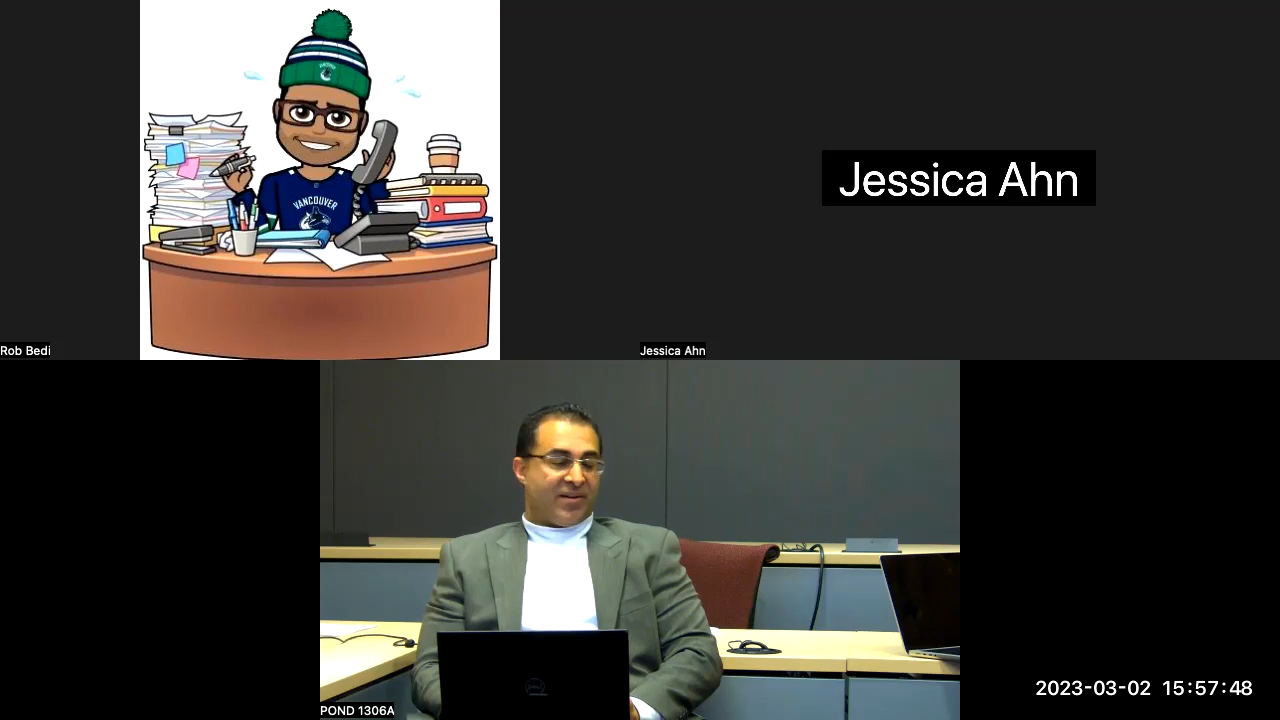 VANCOUVER
Jessica Ahn
Rob Bedi
Jessica Ahn
POND 1306A
2023-03-02 15:57:48